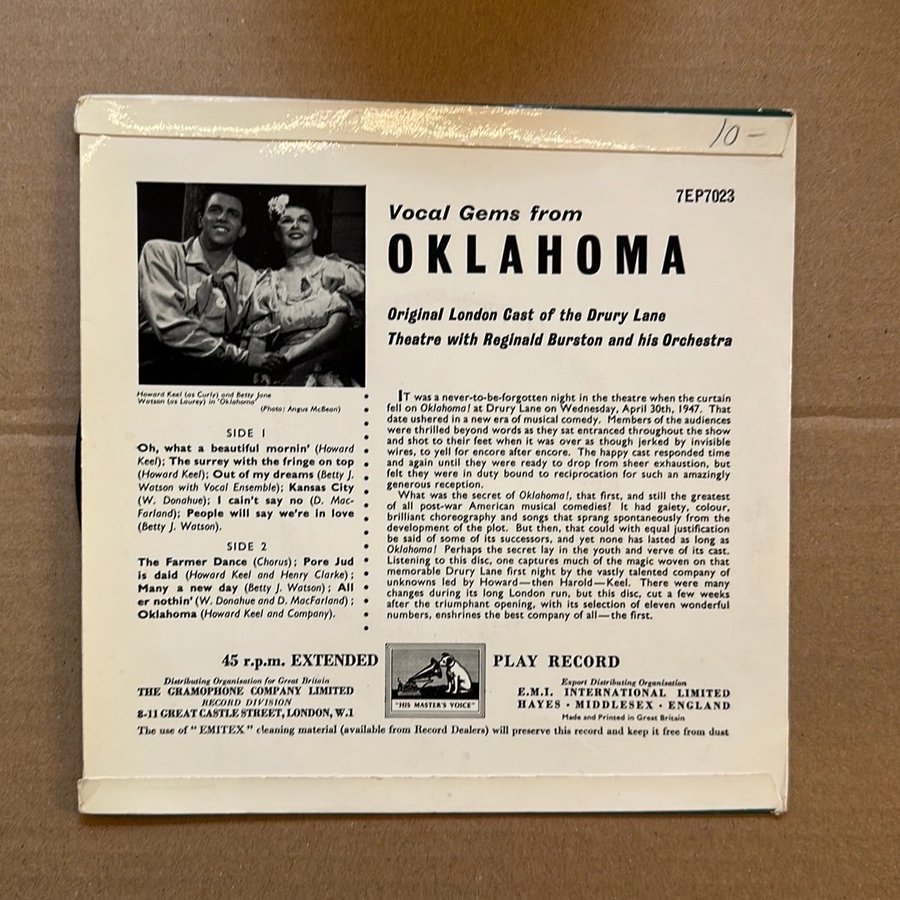 10-
7EP7023
Vocal Gems from
OKLAHOMA
Original London Cast of the Drury Lane
Theatre with Reginald Burston and his Orchestra
Howard Keel (as Curly) and Betty Jane
Watson (as Laurey) in "Oklahoma"
(Photo: Angus McBean)
SIDE 1
Oh, what a beautiful mornin' (Howard
Keel); The surrey with the fringe on top
(Howard Keel); Out of my dreams (Betty J.
Watson with Vocal Ensemble); Kansas City
(W. Donahue); I cain't say no (D. Mac-
Farland); People will say we're in love
(Betty J. Watson).
SIDE 2
The Farmer Dance (Chorus); Pore Jud
is daid (Howard Keel and Henry Clarke);
Many a new day (Betty J. Watson); All
er nothin' (W. Donahue and D. MacFarland);
Oklahoma (Howard Keel and Company).
IT was a never-to-be-forgotten night in the theatre when the curtain
fell on Oklahoma! at Drury Lane on Wednesday, April 30th, 1947. That
date ushered in a new era of musical comedy. Members of the audiences
were thrilled beyond words as they sat entranced throughout the show
and shot to their feet when it was over as though jerked by invisible
wires, to yell for encore after encore. The happy cast responded time
and again until they were ready to drop from sheer exhaustion, but
felt they were in duty bound to reciprocation for such an amazingly
generous reception.
What was the secret of Oklahoma!, that first, and still the greatest
of all post-war American musical comedies? It had gaiety, colour,
brilliant choreography and songs that sprang spontaneously from the
development of the plot. But then, that could with equal justification
be said of some of its successors, and yet none has lasted as long as
Oklahoma! Perhaps the secret lay in the youth and verve of its cast.
Listening to this disc, one captures much of the magic woven on that
memorable Drury Lane first night by the vastly talented company of
unknowns led by Howard—then Harold—Keel. There were many
changes during its long London run, but this disc, cut a few weeks
after the triumphant opening, with its selection of eleven wonderful
numbers, enshrines the best company of all—the first.
45 r.p.m. EXTENDED PLAY RECORD
"HIS MASTER'S VOICE"
Distributing Organisation for Great Britain
THE GRAMOPHONE COMPANY LIMITED
RECORD DIVISION
8-11 GREAT CASTLE STREET, LONDON, W.1
Export Distributing Organisation
E.M.I. INTERNATIONAL LIMITED
HAYES · MIDDLESEX · ENGLAND
Made and Printed in Great Britain
The use of "EMITEX" cleaning material (available from Record Dealers) will preserve this record and keep it free from dust